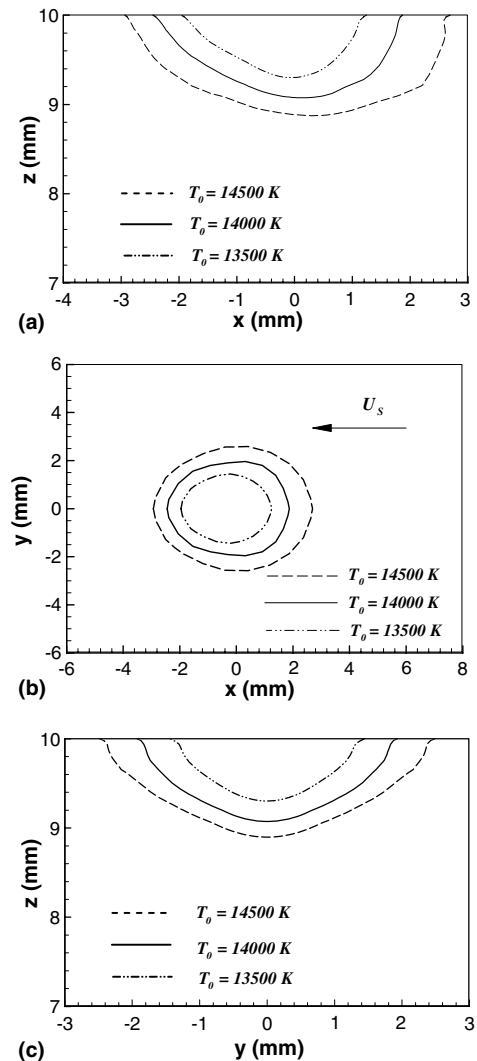 10
9
8
7
z (mm)
T₀ = 14500 K
T₀ = 14000 K
T₀ = 13500 K
-4 -3 -2 -1 0 1 2 3
x (mm)
(a)
6
4
2
0
-2
-4
-6
y (mm)
U_S
T₀ = 14500 K
T₀ = 14000 K
T₀ = 13500 K
-6 -4 -2 0 2 4 6 8
x (mm)
(b)
10
9
8
7
z (mm)
T₀ = 14500 K
T₀ = 14000 K
T₀ = 13500 K
-3 -2 -1 0 1 2 3
y (mm)
(c)